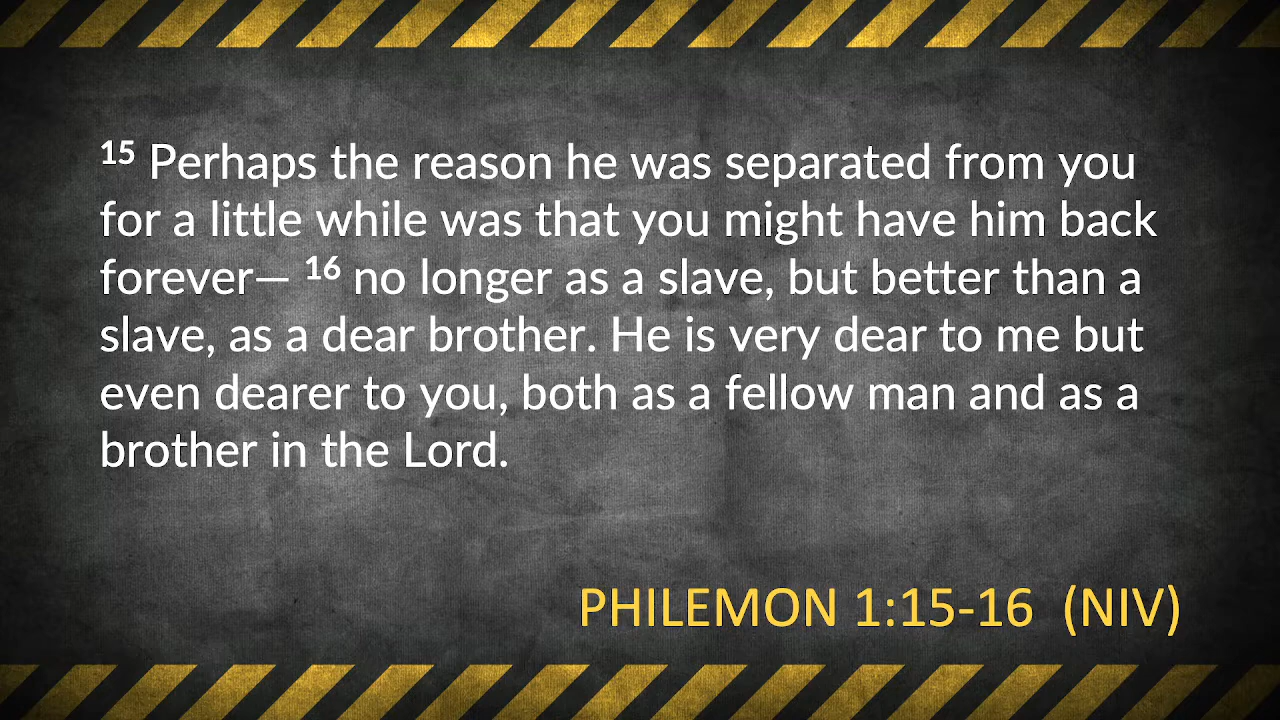 15 Perhaps the reason he was separated from you
for a little while was that you might have him back
forever— 16 no longer as a slave, but better than a
slave, as a dear brother. He is very dear to me but
even dearer to you, both as a fellow man and as a
brother in the Lord.
PHILEMON 1:15-16 (NIV)